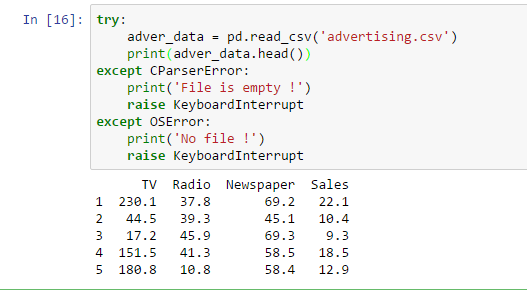 In [16]: try:
    adver_data = pd.read_csv('advertising.csv')
    print(adver_data.head())
except CParserError:
    print('File is empty !')
    raise KeyboardInterrupt
except OSError:
    print('No file !')
    raise KeyboardInterrupt
TV Radio Newspaper Sales
1 230.1 37.8 69.2 22.1
2 44.5 39.3 45.1 10.4
3 17.2 45.9 69.3 9.3
4 151.5 41.3 58.5 18.5
5 180.8 10.8 58.4 12.9